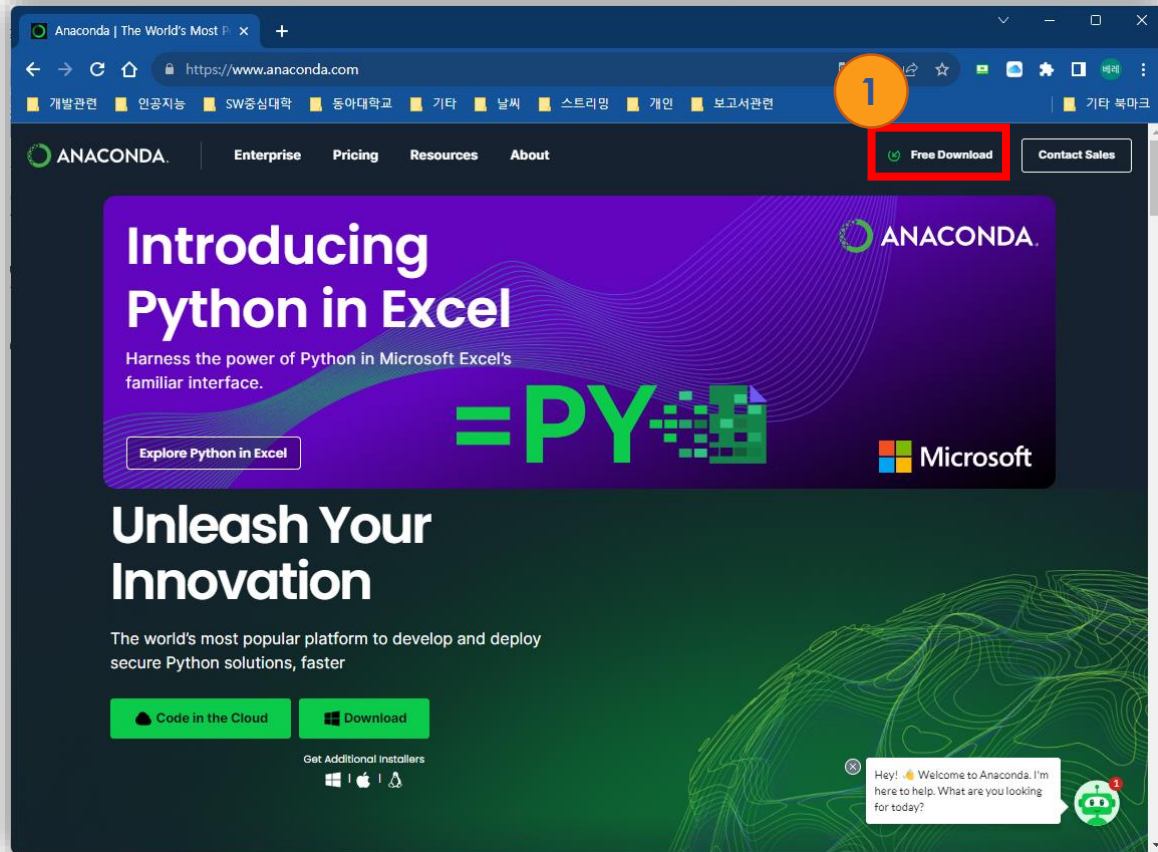 Anaconda | The World's Most P
https://www.anaconda.com
베레
개발관련
인공지능
SW중심대학
동아대학교
기타
날씨
스트리밍
개인
보고서관련
기타 북마크
1
ANACONDA.
Enterprise
Pricing
Resources
About
Free Download
Contact Sales
Introducing
Python in Excel
Harness the power of Python in Microsoft Excel's
familiar interface.
Explore Python in Excel
ANACONDA.
=PY
Microsoft
Unleash Your
Innovation
The world's most popular platform to develop and deploy
secure Python solutions, faster
Code in the Cloud
Download
Get Additional Installers
Hey! 👋 Welcome to Anaconda. I'm
here to help. What are you looking
for today?
1